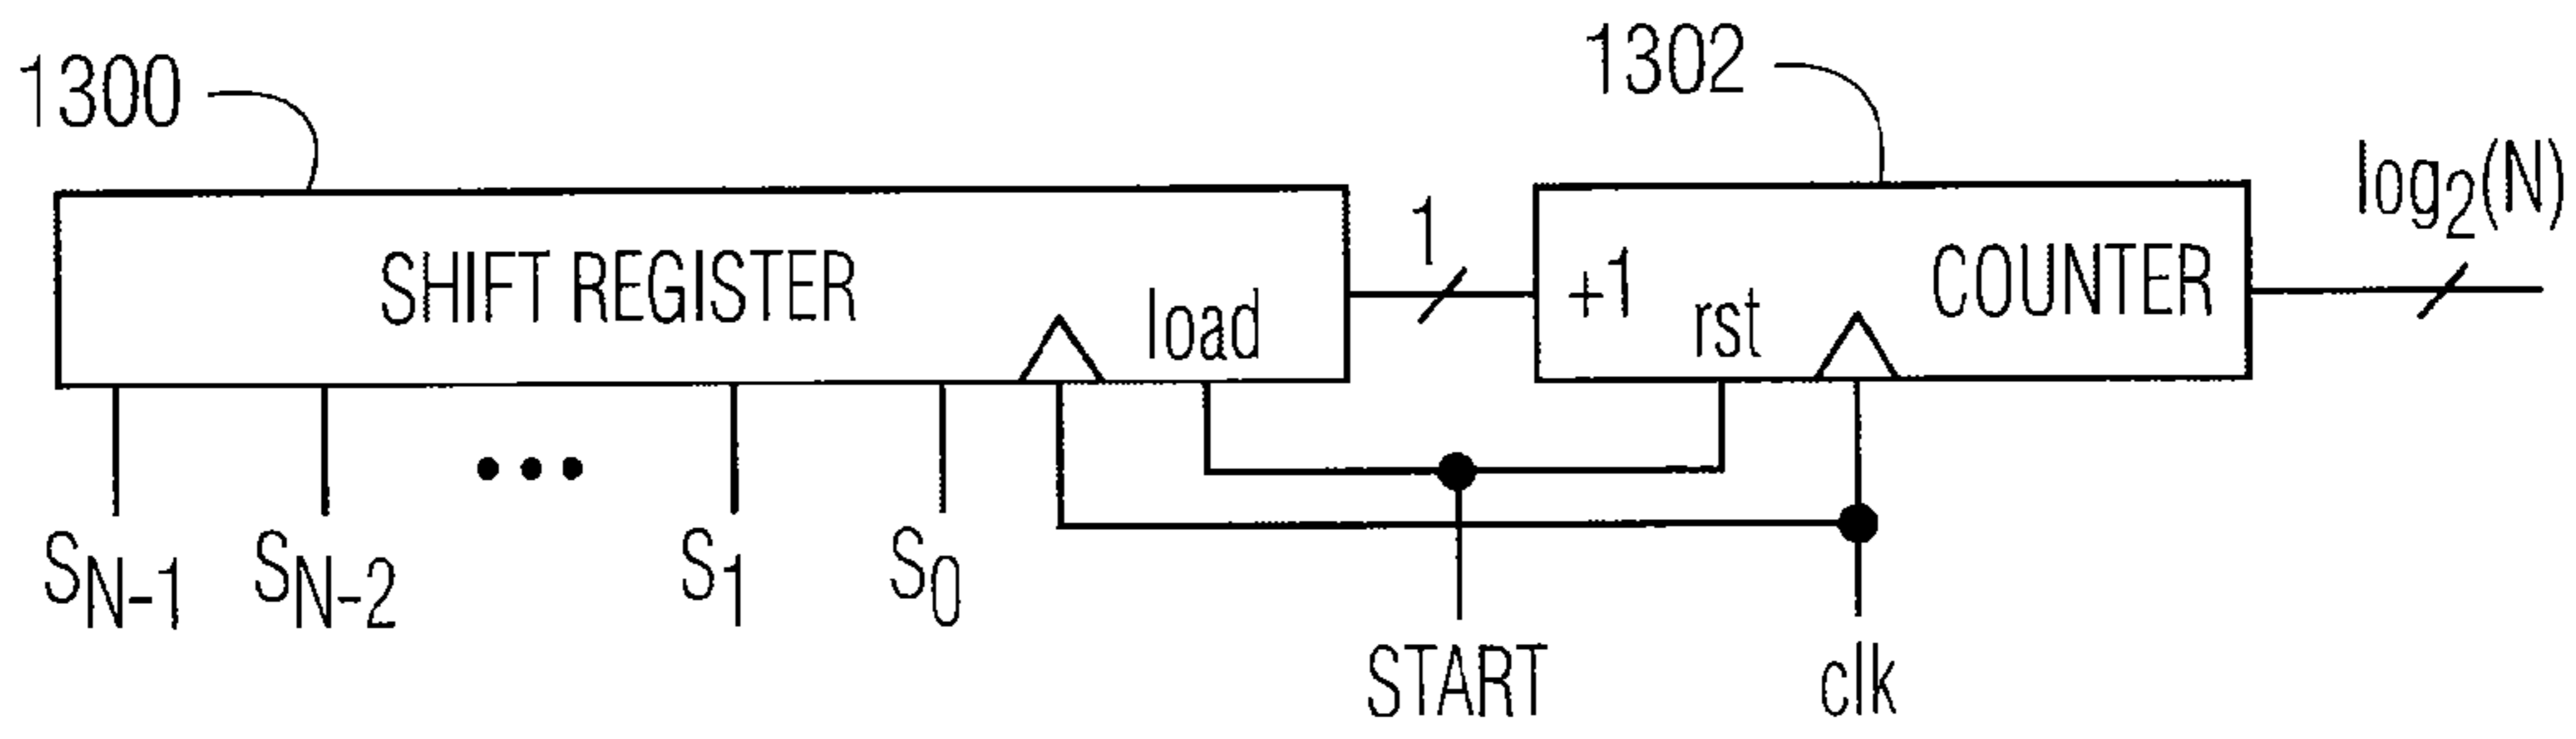 1300
1302
log2(N)
SHIFT REGISTER
load
1
+1
rst
COUNTER
SN-1
SN-2
•••
S1
S0
START
clk